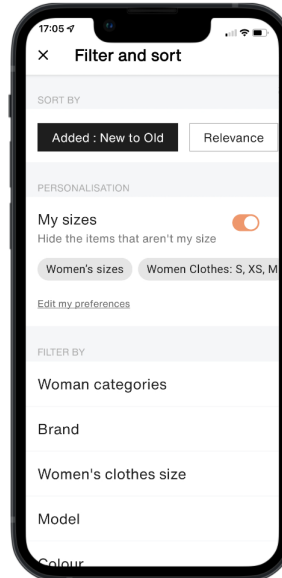 17:05
× Filter and sort
SORT BY
Added : New to Old Relevance
PERSONALISATION
My sizes
Hide the items that aren't my size
Women's sizes Women Clothes: S, XS, M
Edit my preferences
FILTER BY
Woman categories
Brand
Women's clothes size
Model
Colour